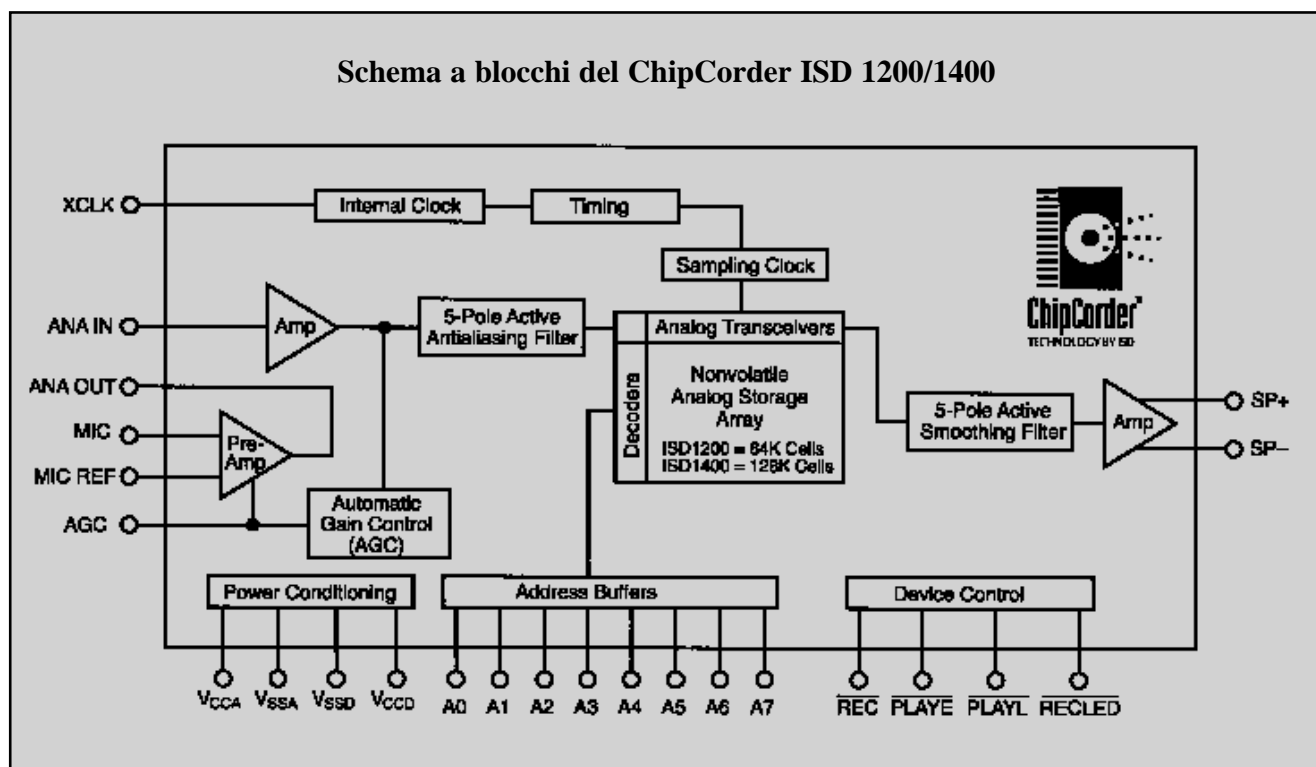 Schema a blocchi del ChipCorder ISD 1200/1400
XCLK
Internal Clock
Timing
Sampling Clock
ChipCorder
TECHNOLOGY BY ISD
ANA IN
Amp
5-Pole Active
Antialiasing Filter
Analog Transceivers
Decoders
Nonvolatile
Analog Storage
Array
ISD1200 = 64K Cells
ISD1400 = 128K Cells
ANA OUT
MIC
Pre-
Amp
MIC REF
AGC
Automatic
Gain Control
(AGC)
5-Pole Active
Smoothing Filter
Amp
SP+
SP–
Power Conditioning
Address Buffers
Device Control
VCCA VSSA VSSD VCCD A0 A1 A2 A3 A4 A5 A6 A7 REC PLAYE PLAYL RECLED